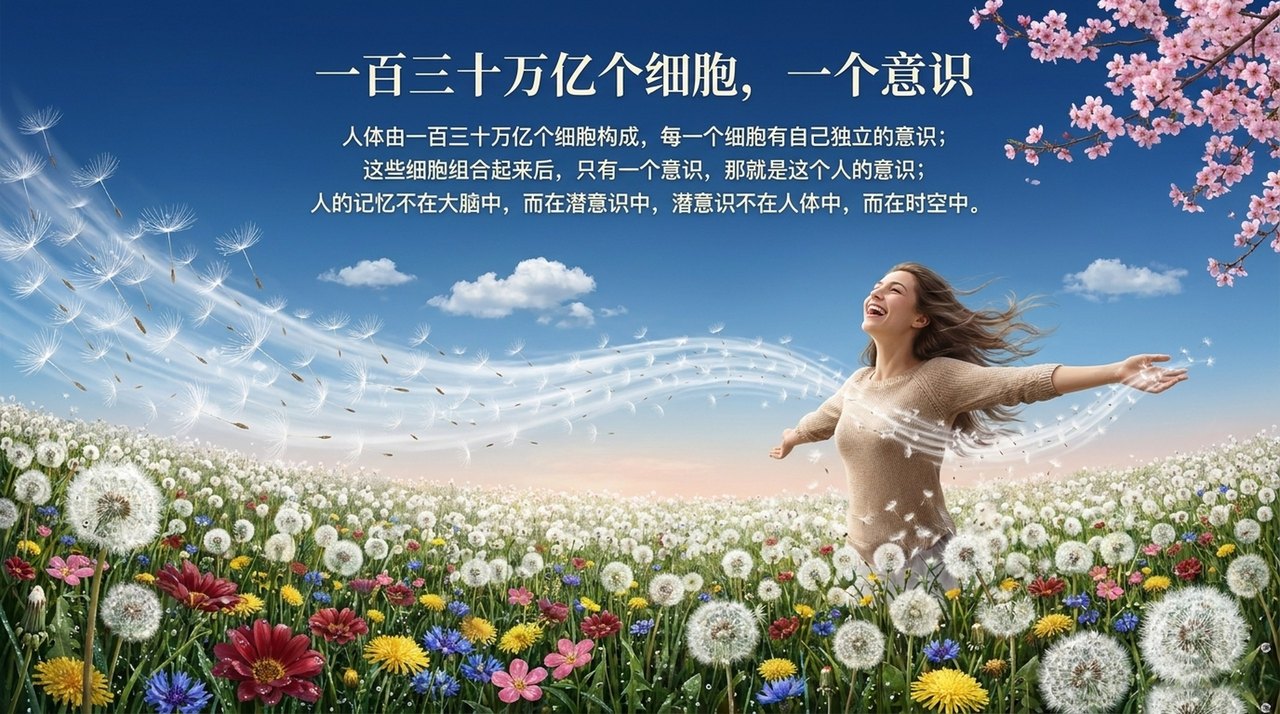 一百三十万亿个细胞，一个意识
人体由一百三十万亿个细胞构成，每一个细胞有自己独立的意识；
这些细胞组合起来后，只有一个意识，那就是这个人的意识；
人的记忆不在大脑中，而在潜意识中，潜意识不在人体中，而在时空中。